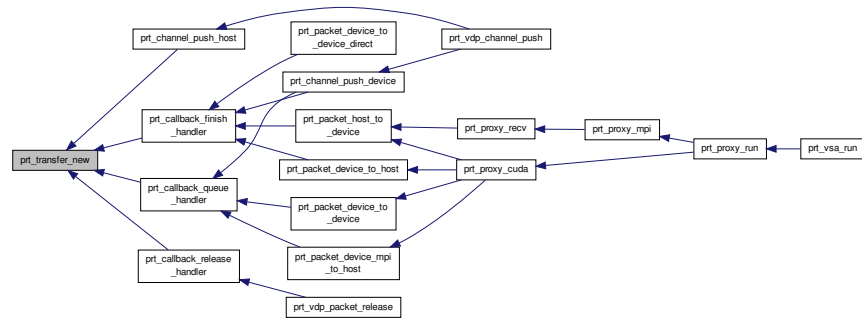 prt_transfer_new
prt_channel_push_host
prt_callback_finish
_handler
prt_callback_queue
_handler
prt_callback_release
_handler
prt_packet_device_to
_device_direct
prt_channel_push_device
prt_packet_host_to
_device
prt_packet_device_to_host
prt_packet_device_to
_device
prt_packet_device_mpi
_to_host
prt_vdp_packet_release
prt_vdp_channel_push
prt_proxy_recv
prt_proxy_cuda
prt_proxy_mpi
prt_proxy_run
prt_vsa_run